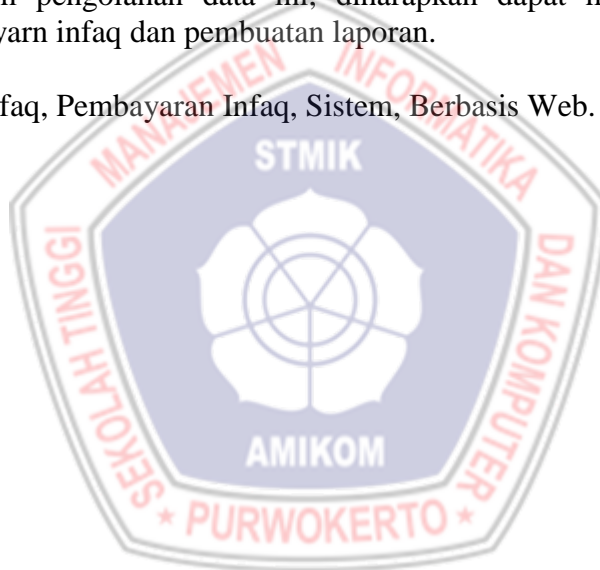 pengolahan data ini, diharapkan dapat
yarn infaq dan pembuatan laporan.
faq, Pembayaran Infaq, Sistem, Berbasis Web.
MANAJEMEN INFORMATIKA
STMIK
SEKOLAH TINGGI
DAN KOMPUTER
AMIKOM
* PURWOKERTO *